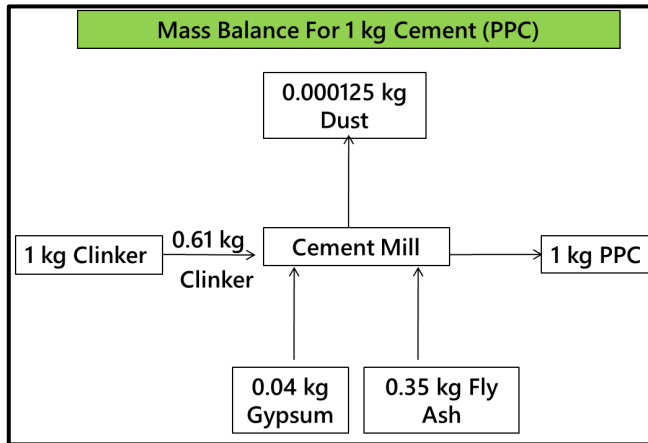 Mass Balance For 1 kg Cement (PPC)
0.000125 kg
Dust
1 kg Clinker
0.61 kg
Clinker
Cement Mill
1 kg PPC
0.04 kg
Gypsum
0.35 kg Fly
Ash